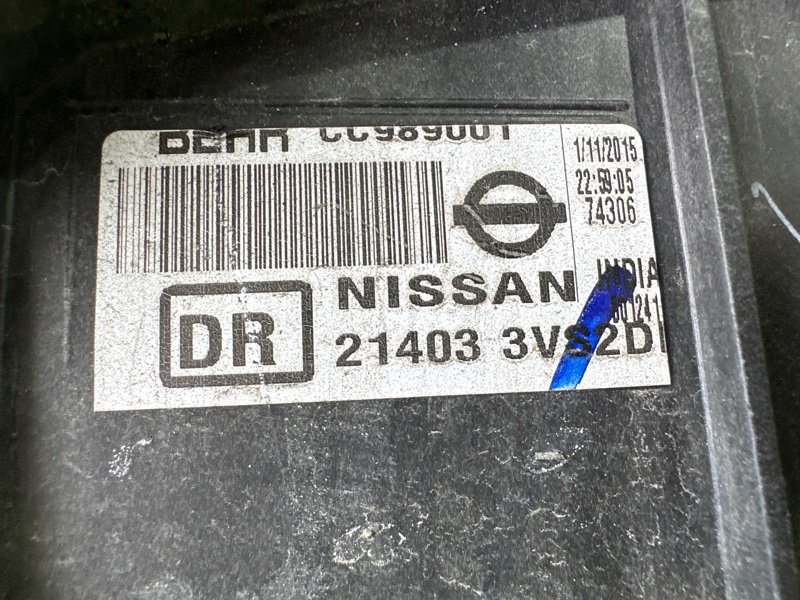 BEHR CC989001
1/11/2015
22:59:05
74306
NISSAN
INDIA
DR
21403 3VS2D